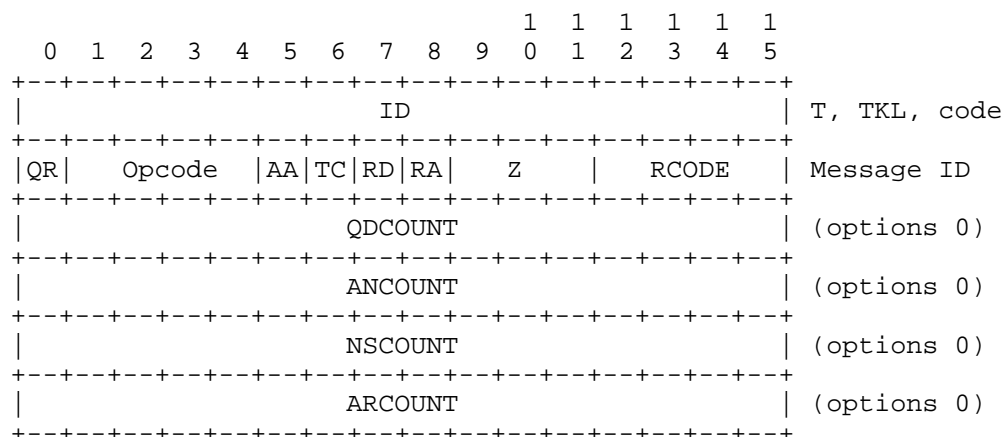 1 1 1 1 1 1
0 1 2 3 4 5 6 7 8 9 0 1 2 3 4 5
+--+--+--+--+--+--+--+--+--+--+--+--+--+--+--+--+
| ID | T, TKL, code
+--+--+--+--+--+--+--+--+--+--+--+--+--+--+--+--+
|QR| Opcode |AA|TC|RD|RA| Z | RCODE | Message ID
+--+--+--+--+--+--+--+--+--+--+--+--+--+--+--+--+
| QDCOUNT | (options 0)
+--+--+--+--+--+--+--+--+--+--+--+--+--+--+--+--+
| ANCOUNT | (options 0)
+--+--+--+--+--+--+--+--+--+--+--+--+--+--+--+--+
| NSCOUNT | (options 0)
+--+--+--+--+--+--+--+--+--+--+--+--+--+--+--+--+
| ARCOUNT | (options 0)
+--+--+--+--+--+--+--+--+--+--+--+--+--+--+--+--+